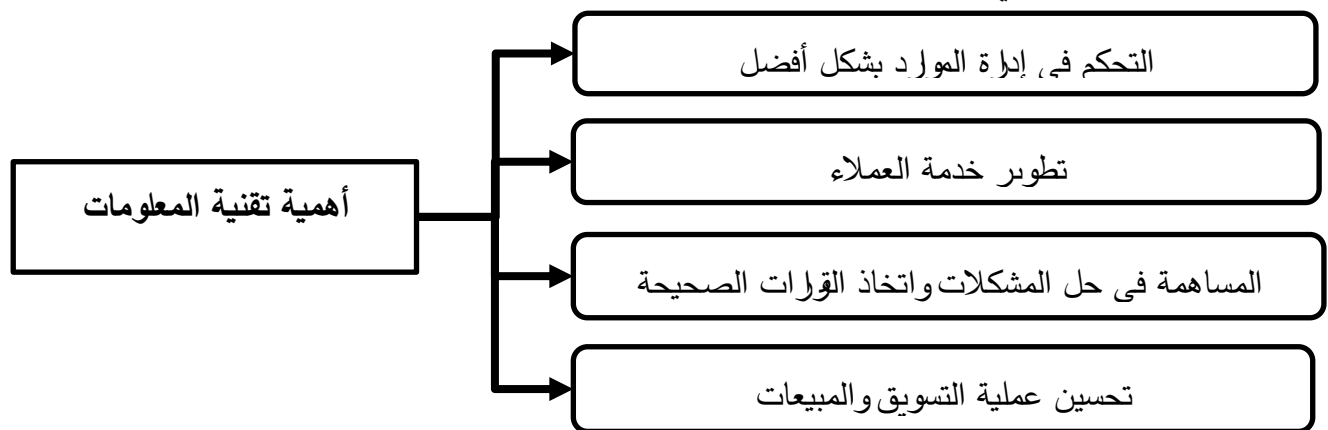 أهمية تقنية المعلومات
التحكم في إدارة الموارد بشكل أفضل
تطوير خدمة العملاء
المساهمة في حل المشكلات واتخاذ القرارات الصحيحة
تحسين عملية التسويق والمبيعات